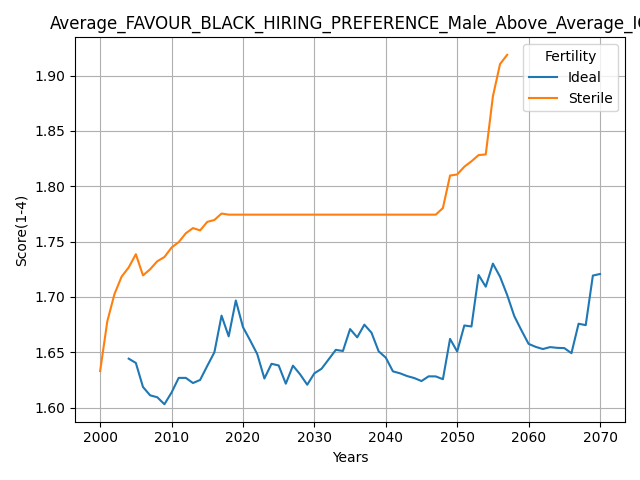 Average_FAVOUR_BLACK_HIRING_PREFERENCE_Male_Above_Average_IQ
Fertility
Ideal
Sterile
Score(1-4)
1.90
1.85
1.80
1.75
1.70
1.65
1.60
2000 2010 2020 2030 2040 2050 2060 2070
Years